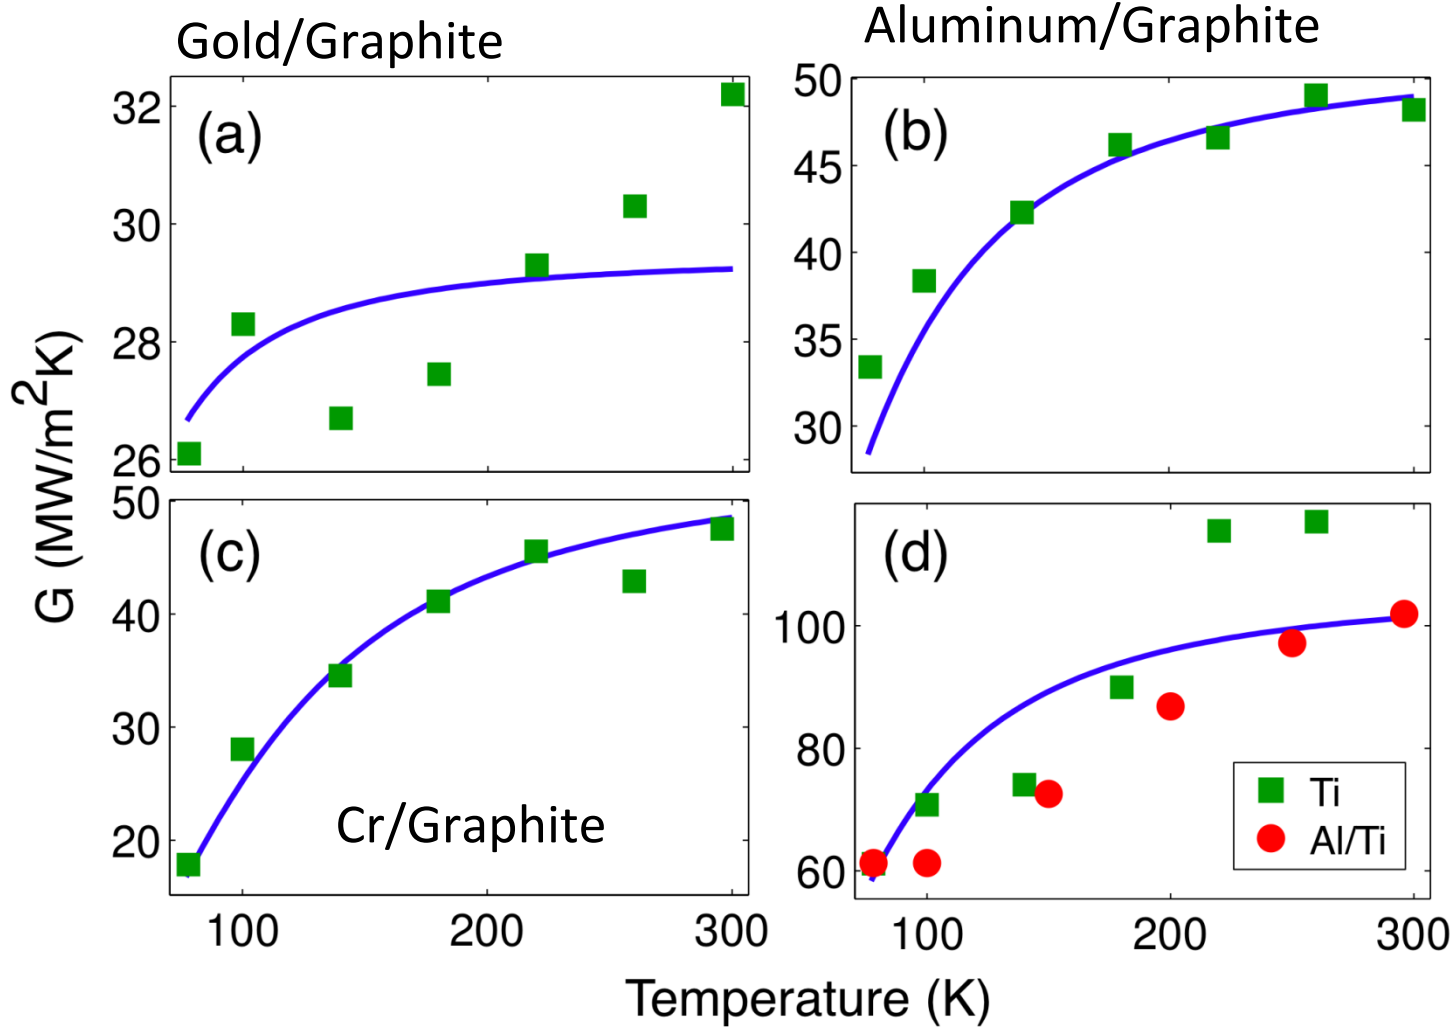 Gold/Graphite
Aluminum/Graphite
(a)
32
30
28
26
(b)
50
45
40
35
30
G (MW/m²K)
(c)
50
40
30
20
Cr/Graphite
100
200
300
(d)
100
80
60
Ti
Al/Ti
100
200
300
Temperature (K)